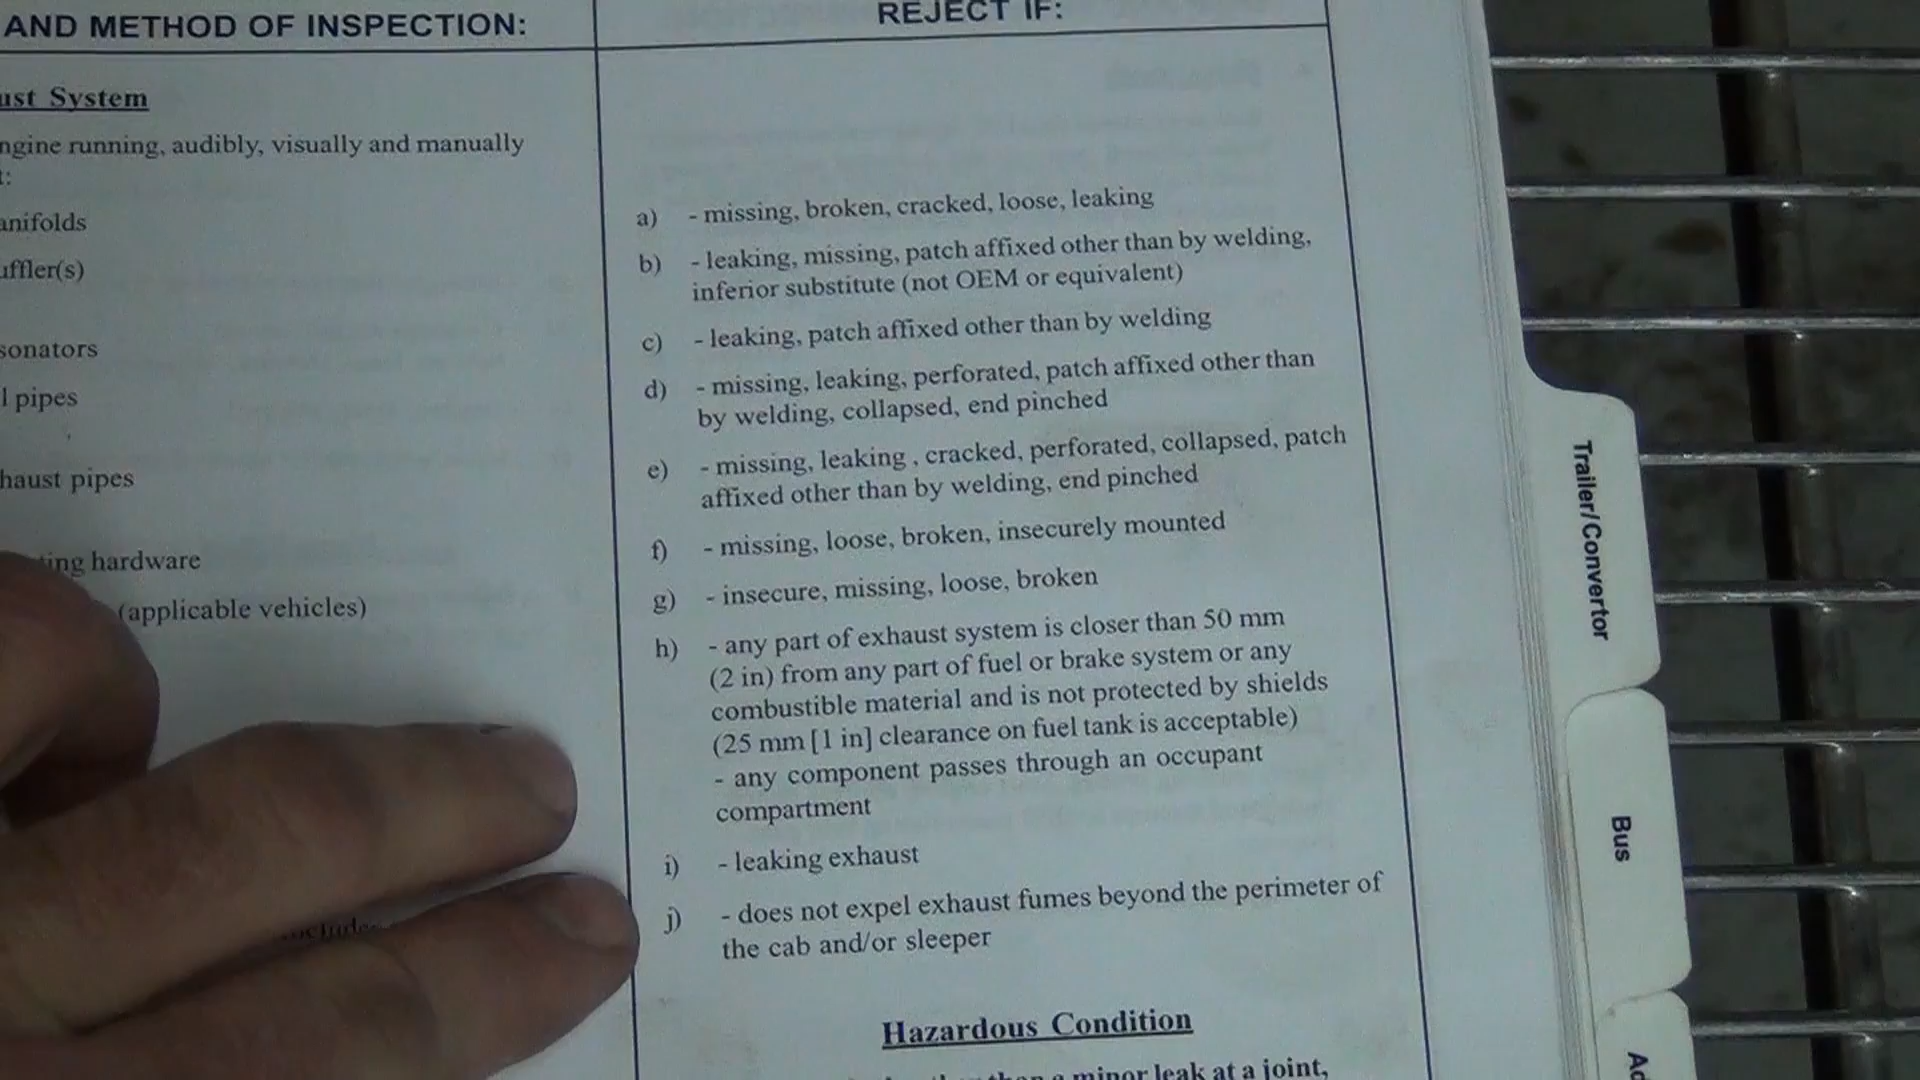 AND METHOD OF INSPECTION:
REJECT IF:
ust System
ngine running, audibly, visually and manually
t:
anifolds
uffler(s)
sonators
l pipes
haust pipes
ting hardware
(applicable vehicles)
a) - missing, broken, cracked, loose, leaking
b) - leaking, missing, patch affixed other than by welding,
inferior substitute (not OEM or equivalent)
c) - leaking, patch affixed other than by welding
d) - missing, leaking, perforated, patch affixed other than
by welding, collapsed, end pinched
e) - missing, leaking , cracked, perforated, collapsed, patch
affixed other than by welding, end pinched
f) - missing, loose, broken, insecurely mounted
g) - insecure, missing, loose, broken
h) - any part of exhaust system is closer than 50 mm
(2 in) from any part of fuel or brake system or any
combustible material and is not protected by shields
(25 mm [1 in] clearance on fuel tank is acceptable)
- any component passes through an occupant
compartment
i) - leaking exhaust
j) - does not expel exhaust fumes beyond the perimeter of
the cab and/or sleeper
Hazardous Condition
a minor leak at a joint,
Trailer/Convertor
Bus